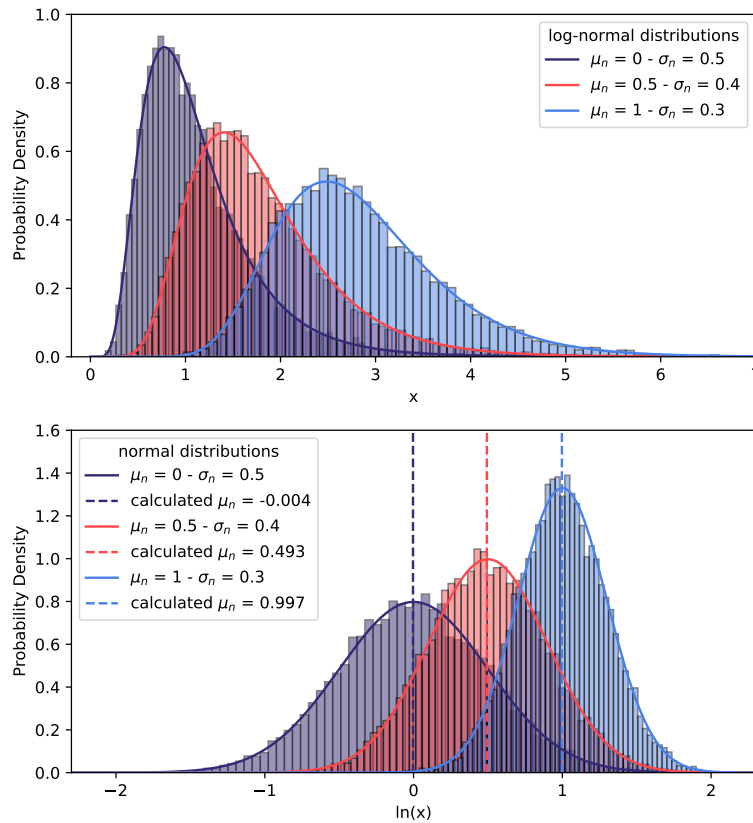 1.0
0.8
0.6
0.4
0.2
0.0
Probability Density
log-normal distributions
μn = 0 - σn = 0.5
μn = 0.5 - σn = 0.4
μn = 1 - σn = 0.3
0 1 2 3 4 5 6 7
x
1.6
1.4
1.2
1.0
0.8
0.6
0.4
0.2
0.0
Probability Density
normal distributions
μn = 0 - σn = 0.5
calculated μn = -0.004
μn = 0.5 - σn = 0.4
calculated μn = 0.493
μn = 1 - σn = 0.3
calculated μn = 0.997
−2 −1 0 1 2
ln(x)